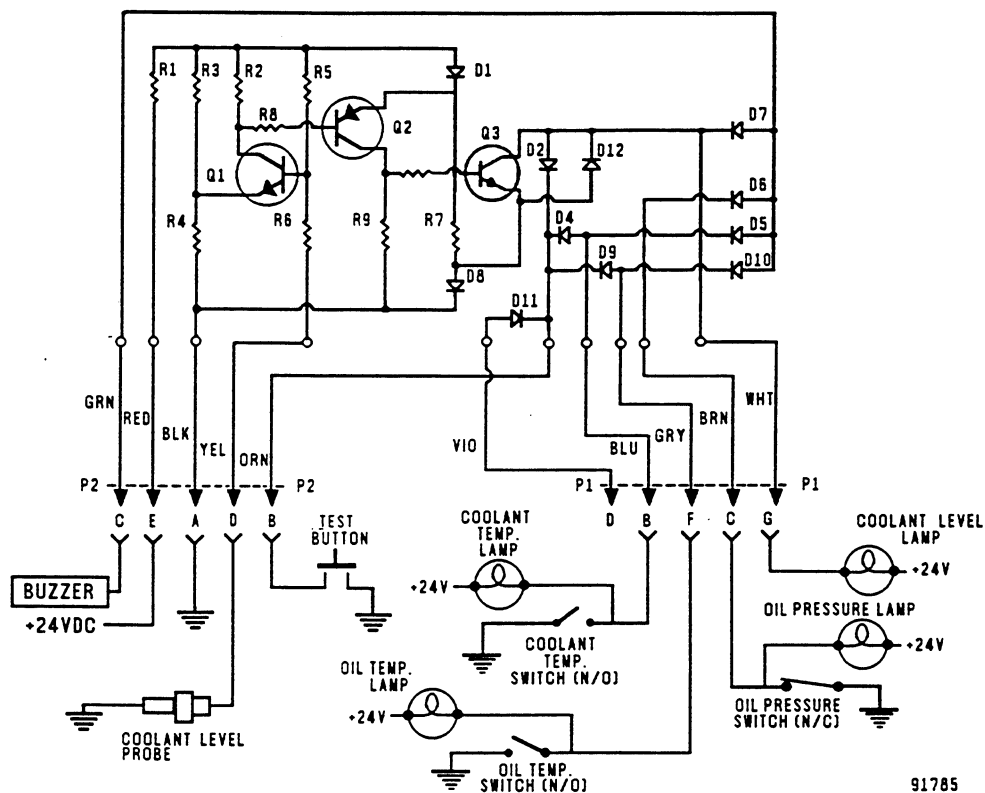 R1 R3 R2 R5 D1 D7
R8 Q2 Q3 D2 D12
Q1 D6
R4 R6 R9 R7 D4 D5
D9 D10
D8
D11
GRN RED BLK YEL ORN VIO BLU GRY BRN WHT
P2 P2 P1 P1
C E A D B D B F C G
TEST
BUTTON
COOLANT
TEMP.
LAMP
COOLANT LEVEL
LAMP
BUZZER
+24VDC
+24V
+24V
OIL PRESSURE LAMP
+24V
COOLANT
TEMP.
SWITCH (N/O)
OIL TEMP.
LAMP
+24V
OIL PRESSURE
SWITCH (N/C)
COOLANT LEVEL
PROBE
OIL TEMP.
SWITCH (N/O)
91785